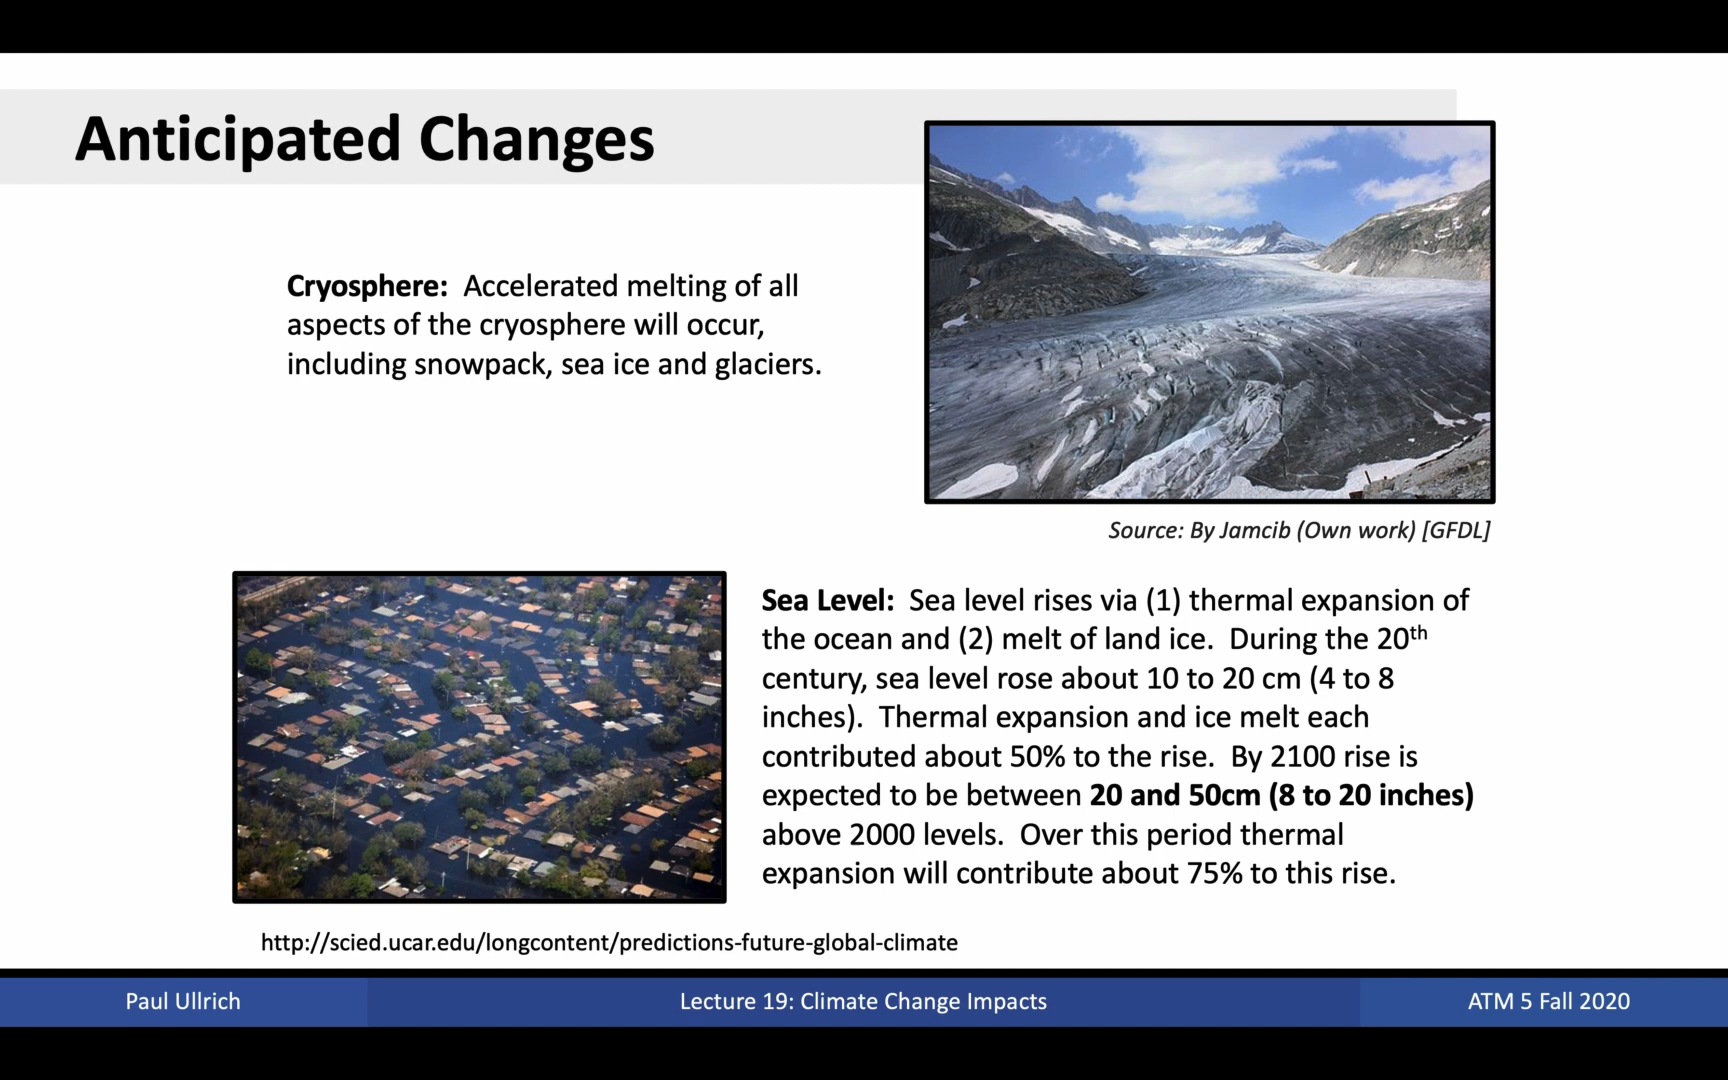 Anticipated Changes
Cryosphere: Accelerated melting of all
aspects of the cryosphere will occur,
including snowpack, sea ice and glaciers.
Source: By Jamcib (Own work) [GFDL]
Sea Level: Sea level rises via (1) thermal expansion of
the ocean and (2) melt of land ice. During the 20th
century, sea level rose about 10 to 20 cm (4 to 8
inches). Thermal expansion and ice melt each
contributed about 50% to the rise. By 2100 rise is
expected to be between 20 and 50cm (8 to 20 inches)
above 2000 levels. Over this period thermal
expansion will contribute about 75% to this rise.
http://scied.ucar.edu/longcontent/predictions-future-global-climate
Paul Ullrich
Lecture 19: Climate Change Impacts
ATM 5 Fall 2020